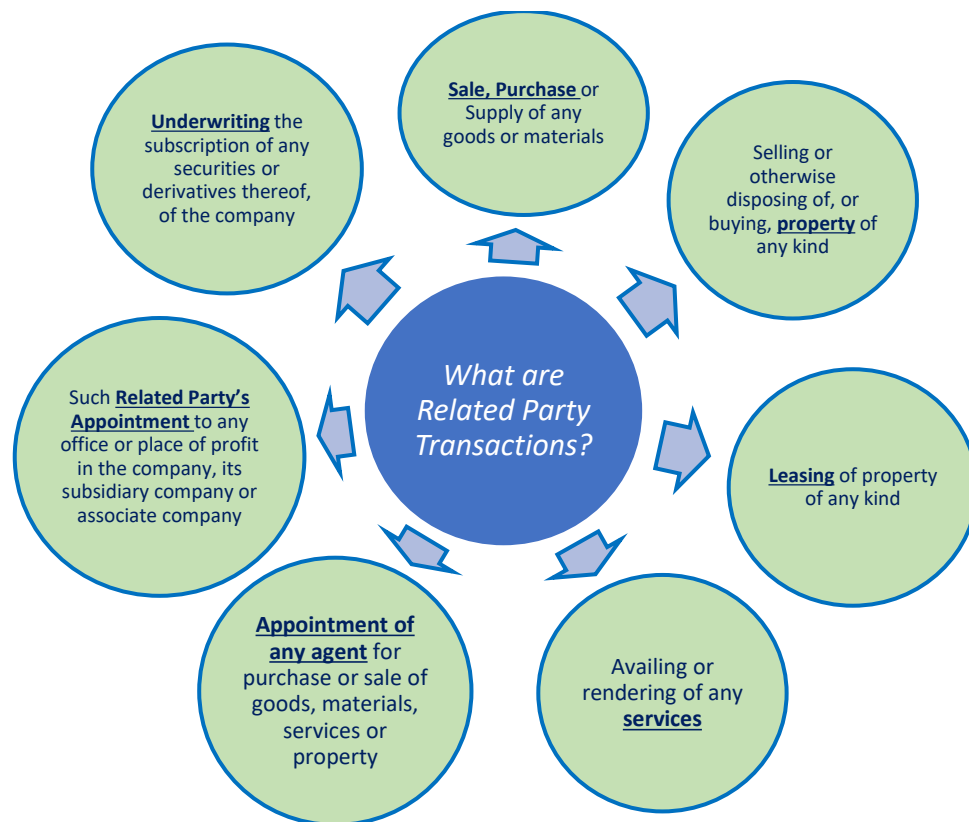 What are
Related Party
Transactions?
Sale, Purchase or
Supply of any
goods or materials
Selling or
otherwise
disposing of, or
buying, property of
any kind
Leasing of property
of any kind
Availing or
rendering of any
services
Appointment of
any agent for
purchase or sale of
goods, materials,
services or
property
Such Related Party’s
Appointment to any
office or place of profit
in the company, its
subsidiary company or
associate company
Underwriting the
subscription of any
securities or
derivatives thereof,
of the company